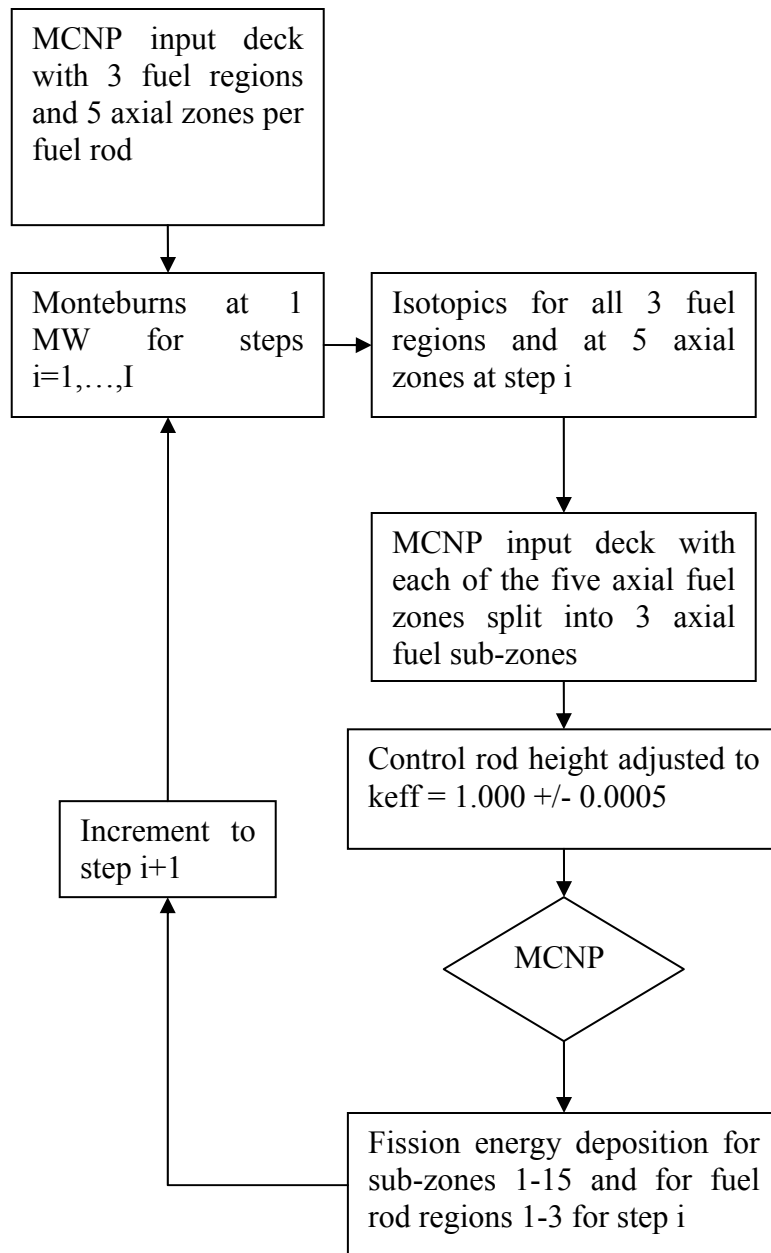 MCNP input deck
with 3 fuel regions
and 5 axial zones per
fuel rod
Monteburns at 1
MW for steps
i=1,…,I
Isotopics for all 3 fuel
regions and at 5 axial
zones at step i
MCNP input deck with
each of the five axial fuel
zones split into 3 axial
fuel sub-zones
Control rod height adjusted to
keff = 1.000 +/- 0.0005
Increment to
step i+1
MCNP
Fission energy deposition for
sub-zones 1-15 and for fuel
rod regions 1-3 for step i